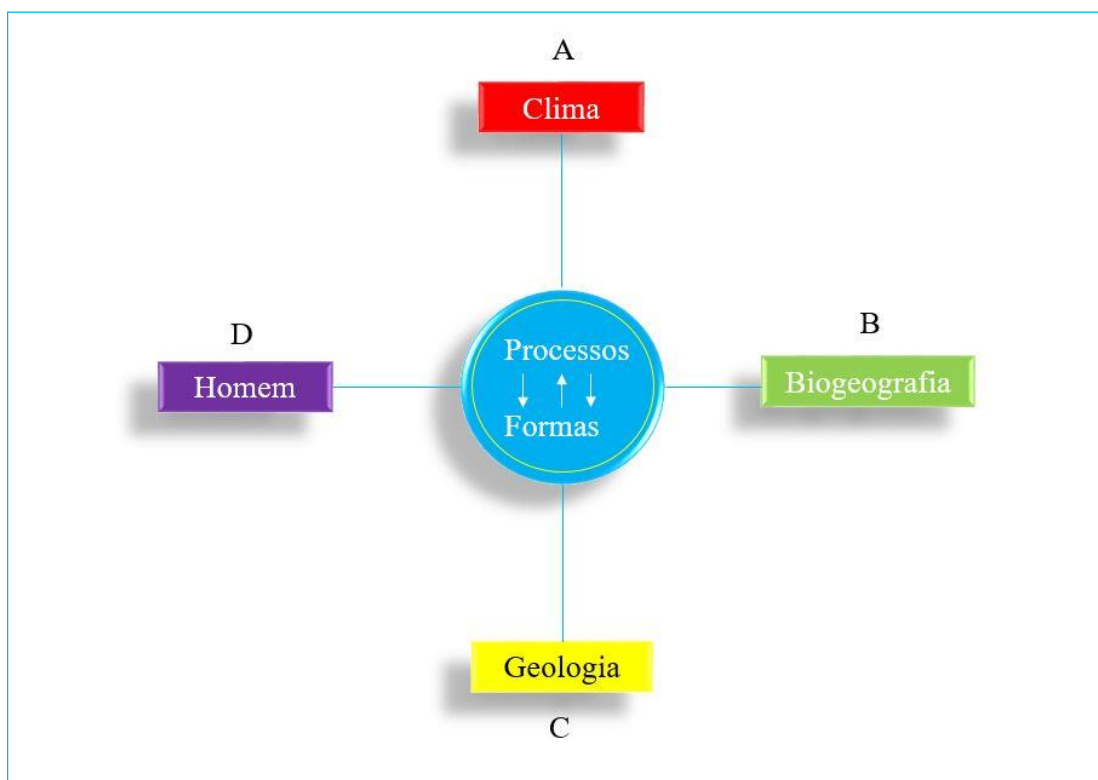 A
Clima
Processos
Formas
D
Homem
B
Biogeografia
Geologia
C